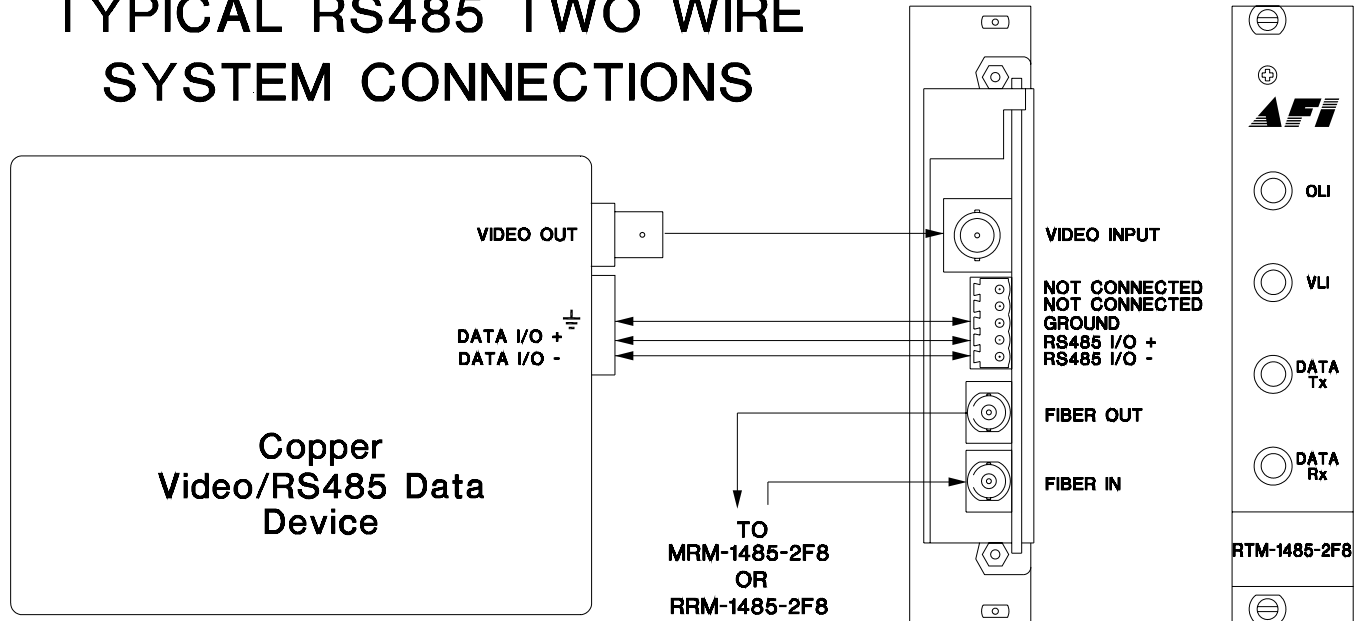 TYPICAL RS485 TWO WIRE
SYSTEM CONNECTIONS
VIDEO OUT
DATA I/O +
DATA I/O -
Copper
Video/RS485 Data
Device
VIDEO INPUT
NOT CONNECTED
NOT CONNECTED
GROUND
RS485 I/O +
RS485 I/O -
FIBER OUT
FIBER IN
TO
MRM-1485-2F8
OR
RRM-1485-2F8
AFI
OLI
VLI
DATA
Tx
DATA
Rx
RTM-1485-2F8